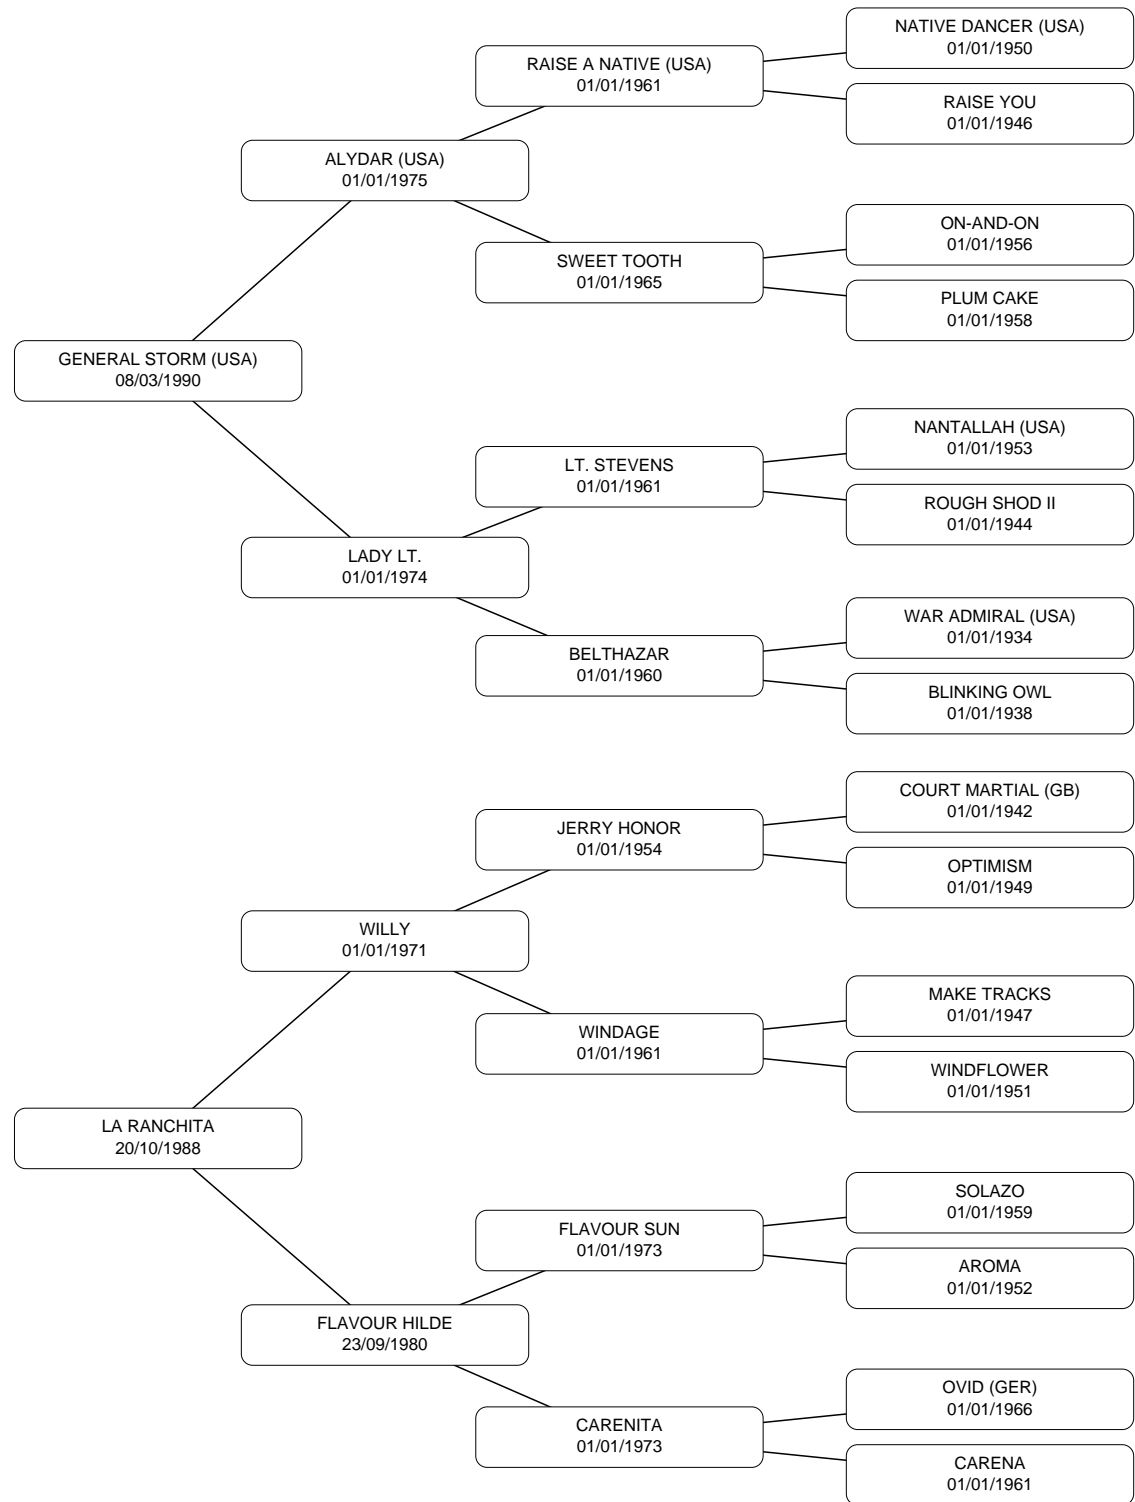 NATIVE DANCER (USA)
01/01/1950
RAISE A NATIVE (USA)
01/01/1961
RAISE YOU
01/01/1946
ALYDAR (USA)
01/01/1975
ON-AND-ON
01/01/1956
SWEET TOOTH
01/01/1965
PLUM CAKE
01/01/1958
GENERAL STORM (USA)
08/03/1990
NANTALLAH (USA)
01/01/1953
LT. STEVENS
01/01/1961
ROUGH SHOD II
01/01/1944
LADY LT.
01/01/1974
WAR ADMIRAL (USA)
01/01/1934
BELTHAZAR
01/01/1960
BLINKING OWL
01/01/1938
COURT MARTIAL (GB)
01/01/1942
JERRY HONOR
01/01/1954
OPTIMISM
01/01/1949
WILLY
01/01/1971
MAKE TRACKS
01/01/1947
WINDAGE
01/01/1961
WINDFLOWER
01/01/1951
LA RANCHITA
20/10/1988
SOLAZO
01/01/1959
FLAVOUR SUN
01/01/1973
AROMA
01/01/1952
FLAVOUR HILDE
23/09/1980
OVID (GER)
01/01/1966
CARENITA
01/01/1973
CARENA
01/01/1961